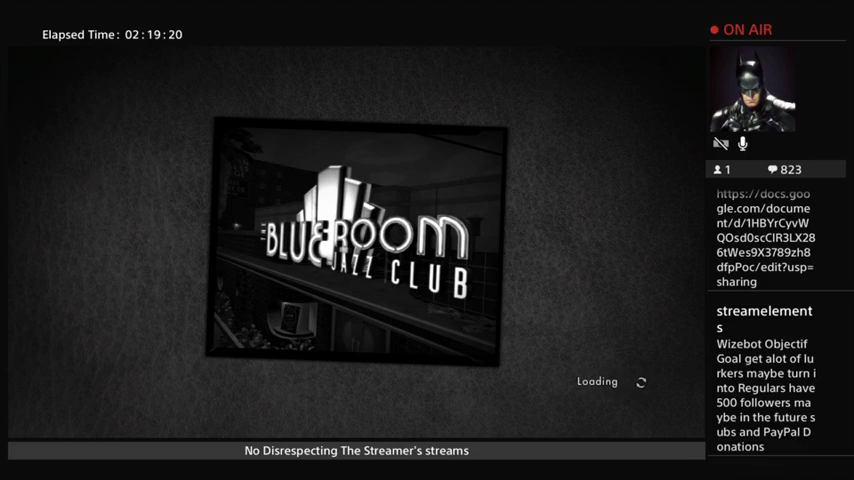 Elapsed Time: 02:19:20
ON AIR
THE
BLUE ROOM
JAZZ CLUB
Loading
No Disrespecting The Streamer's streams
1 823
https://docs.goo
gle.com/docume
nt/d/1HBYrCyvW
QOsd0scClR3LX28
6tWes9X3789zh8
dfpPoc/edit?usp=
sharing
streamelement
s
Wizebot Objectif
Goal get alot of lu
rkers maybe turn i
nto Regulars have
500 followers ma
ybe in the future s
ubs and PayPal D
onations